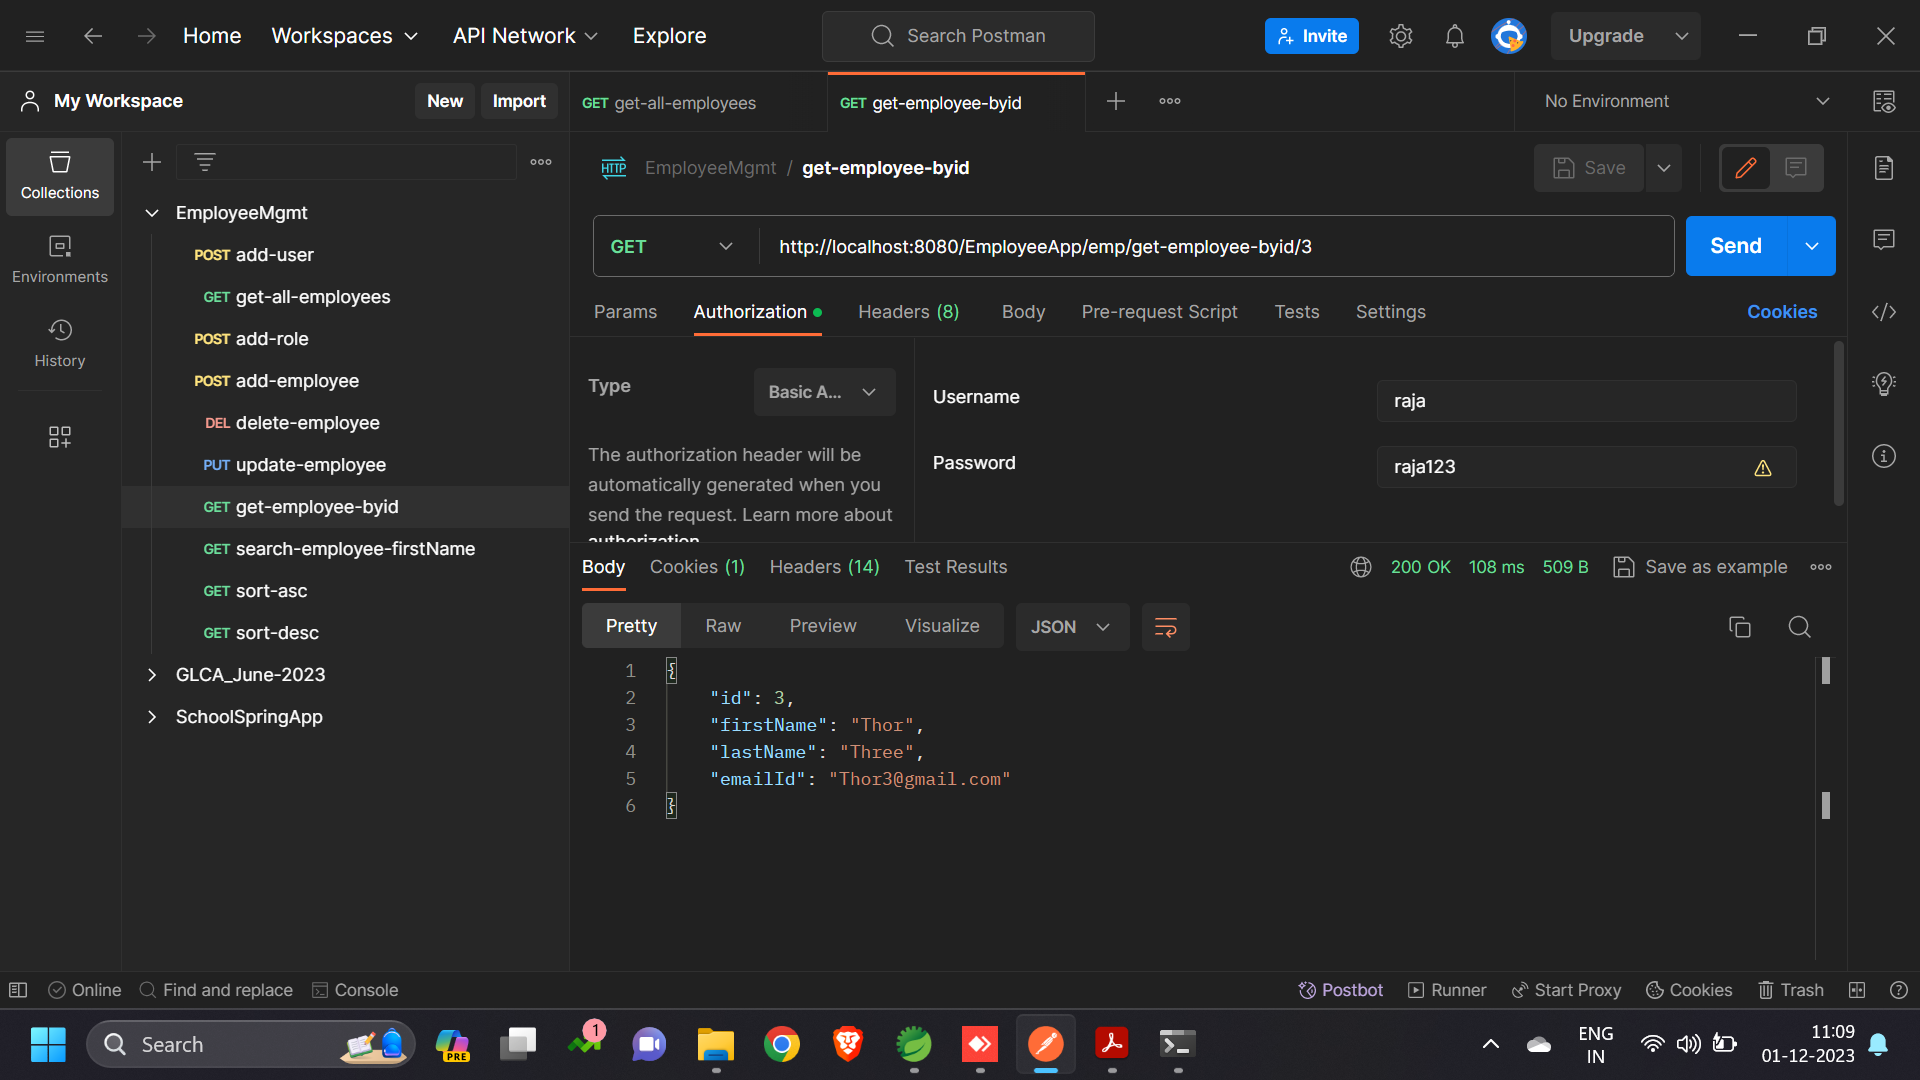 Home Workspaces API Network Explore Search Postman Invite Upgrade
My Workspace New Import GET get-all-employees GET get-employee-byid No Environment
Collections
Environments
History
EmployeeMgmt
POST add-user
GET get-all-employees
POST add-role
POST add-employee
DEL delete-employee
PUT update-employee
GET get-employee-byid
GET search-employee-firstName
GET sort-asc
GET sort-desc
GLCA_June-2023
SchoolSpringApp
HTTP EmployeeMgmt / get-employee-byid Save
GET http://localhost:8080/EmployeeApp/emp/get-employee-byid/3 Send
Params Authorization Headers (8) Body Pre-request Script Tests Settings Cookies
Type Basic A...
The authorization header will be
automatically generated when you
send the request. Learn more about
authorization
Username raja
Password raja123
Body Cookies (1) Headers (14) Test Results 200 OK 108 ms 509 B Save as example
Pretty Raw Preview Visualize JSON
1 {
2 "id": 3,
3 "firstName": "Thor",
4 "lastName": "Three",
5 "emailId": "Thor3@gmail.com"
6 }
Online Find and replace Console Postbot Runner Start Proxy Cookies Trash
Search PRE 1 ENG 11:09
IN 01-12-2023